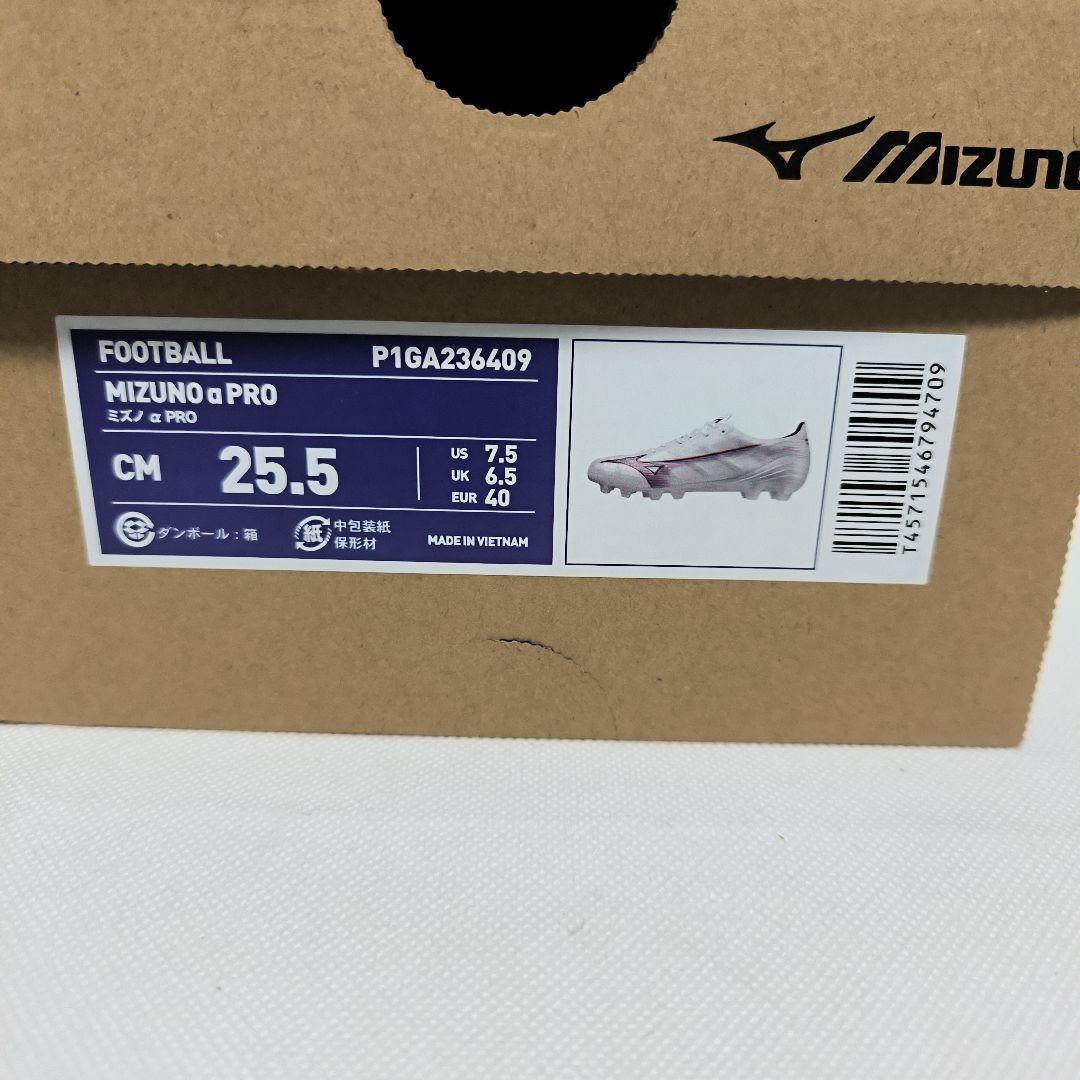 MIZUNO
FOOTBALL P1GA236409
MIZUNO α PRO
ミズノ α PRO
CM 25.5
US 7.5
UK 6.5
EUR 40
ダンボール：箱
紙 中包装紙
保形材
MADE IN VIETNAM
T4571546794709